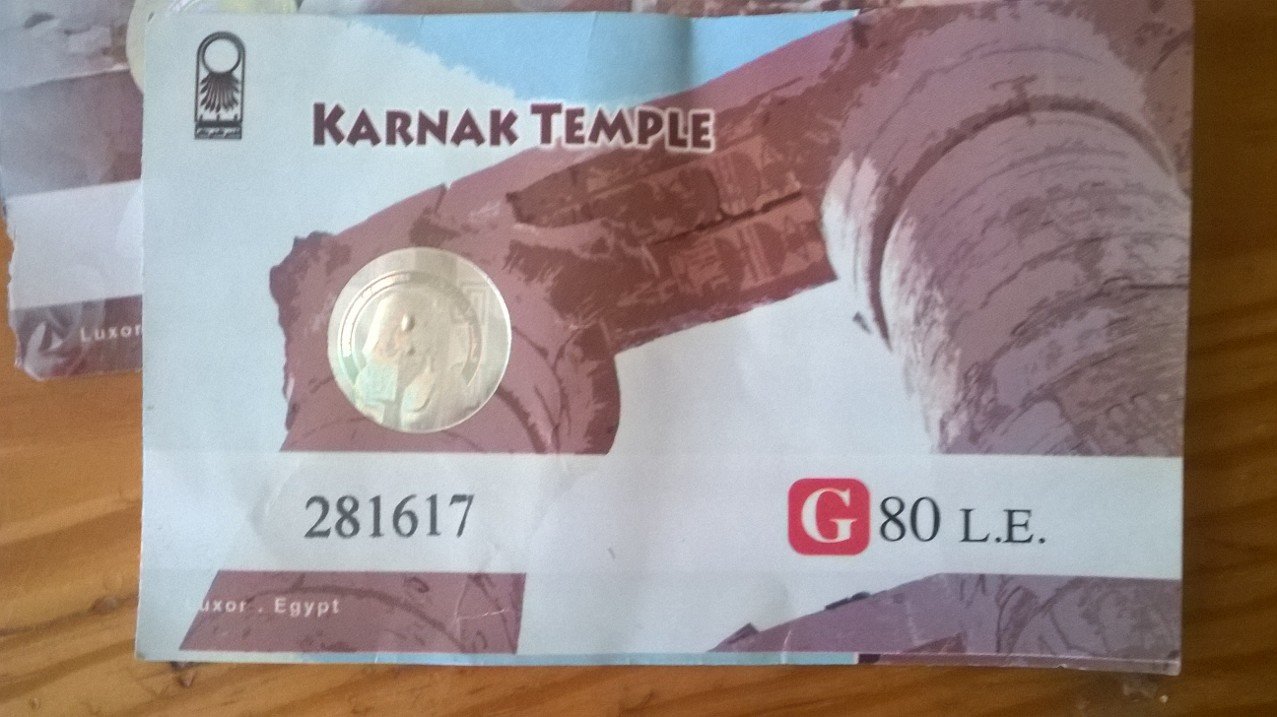 KARNAK TEMPLE
281617
G 80 L.E.
Luxor . Egypt
Luxor